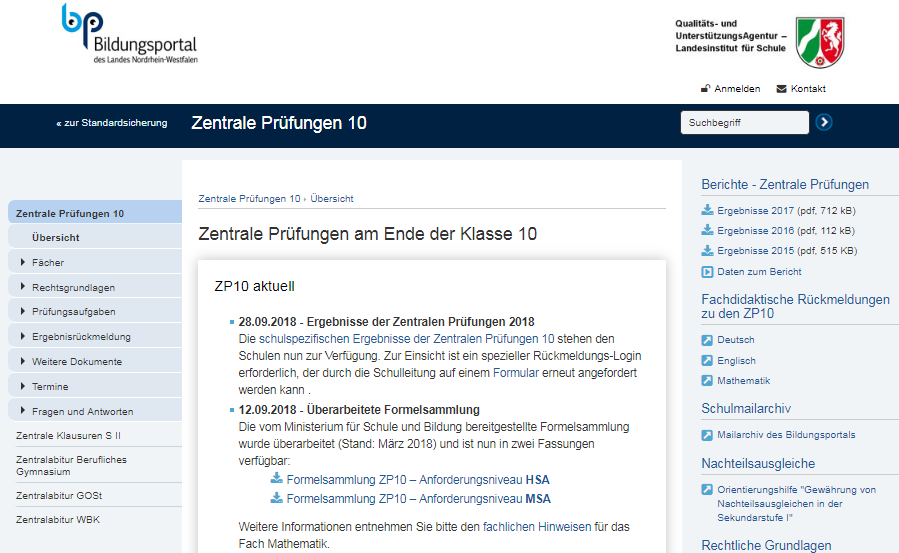 bp
Bildungsportal
des Landes Nordrhein-Westfalen
Qualitäts- und
UnterstützungsAgentur –
Landesinstitut für Schule
Anmelden
Kontakt
« zur Standardsicherung
Zentrale Prüfungen 10
Suchbegriff
Zentrale Prüfungen 10
Übersicht
Fächer
Rechtsgrundlagen
Prüfungsaufgaben
Ergebnisrückmeldung
Weitere Dokumente
Termine
Fragen und Antworten
Zentrale Klausuren S II
Zentralabitur Berufliches
Gymnasium
Zentralabitur GOSt
Zentralabitur WBK
Zentrale Prüfungen 10 › Übersicht
Zentrale Prüfungen am Ende der Klasse 10
ZP10 aktuell
28.09.2018 - Ergebnisse der Zentralen Prüfungen 2018
Die schulspezifischen Ergebnisse der Zentralen Prüfungen 10 stehen den
Schulen nun zur Verfügung. Zur Einsicht ist ein spezieller Rückmeldungs-Login
erforderlich, der durch die Schulleitung auf einem Formular erneut angefordert
werden kann .
12.09.2018 - Überarbeitete Formelsammlung
Die vom Ministerium für Schule und Bildung bereitgestellte Formelsammlung
wurde überarbeitet (Stand: März 2018) und ist nun in zwei Fassungen
verfügbar:
Formelsammlung ZP10 – Anforderungsniveau HSA
Formelsammlung ZP10 – Anforderungsniveau MSA
Weitere Informationen entnehmen Sie bitte den fachlichen Hinweisen für das
Fach Mathematik.
Berichte - Zentrale Prüfungen
Ergebnisse 2017 (pdf, 712 kB)
Ergebnisse 2016 (pdf, 112 kB)
Ergebnisse 2015 (pdf, 515 KB)
Daten zum Bericht
Fachdidaktische Rückmeldungen
zu den ZP10
Deutsch
Englisch
Mathematik
Schulmailarchiv
Mailarchiv des Bildungsportals
Nachteilsausgleiche
Orientierungshilfe "Gewährung von
Nachteilsausgleichen in der
Sekundarstufe I"
Rechtliche Grundlagen